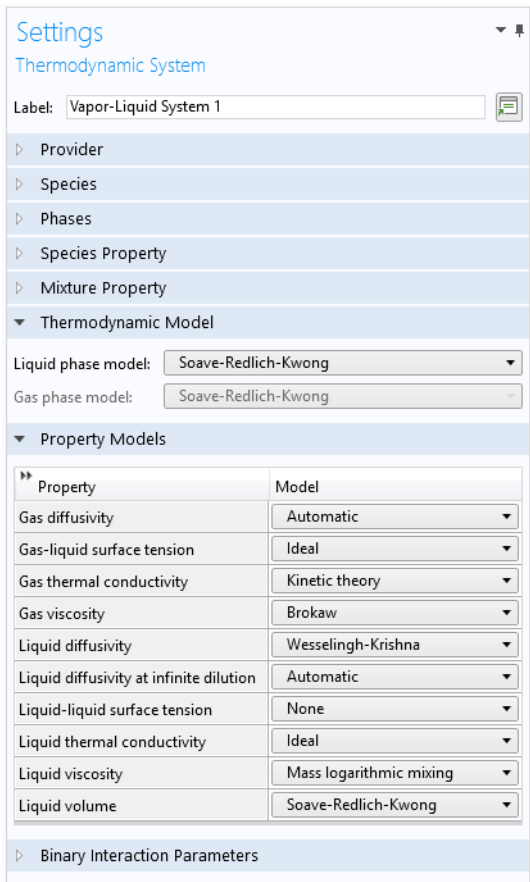 Settings
Thermodynamic System
Label: Vapor-Liquid System 1
Provider
Species
Phases
Species Property
Mixture Property
Thermodynamic Model
Liquid phase model: Soave-Redlich-Kwong
Gas phase model: Soave-Redlich-Kwong
Property Models
Property Model
Gas diffusivity Automatic
Gas-liquid surface tension Ideal
Gas thermal conductivity Kinetic theory
Gas viscosity Brokaw
Liquid diffusivity Wesselingh-Krishna
Liquid diffusivity at infinite dilution Automatic
Liquid-liquid surface tension None
Liquid thermal conductivity Ideal
Liquid viscosity Mass logarithmic mixing
Liquid volume Soave-Redlich-Kwong
Binary Interaction Parameters